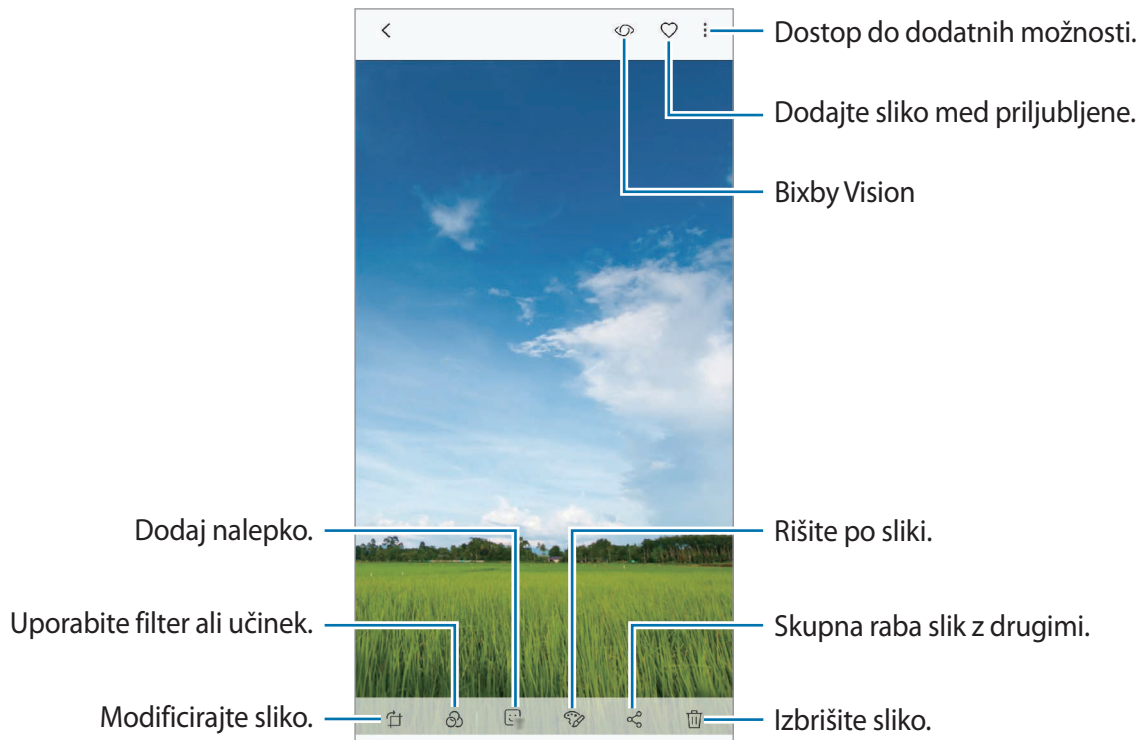 Dostop do dodatnih možnosti.
Dodajte sliko med priljubljene.
Bixby Vision
Dodaj nalepko.
Rišite po sliki.
Uporabite filter ali učinek.
Skupna raba slik z drugimi.
Modificirajte sliko.
Izbrišite sliko.